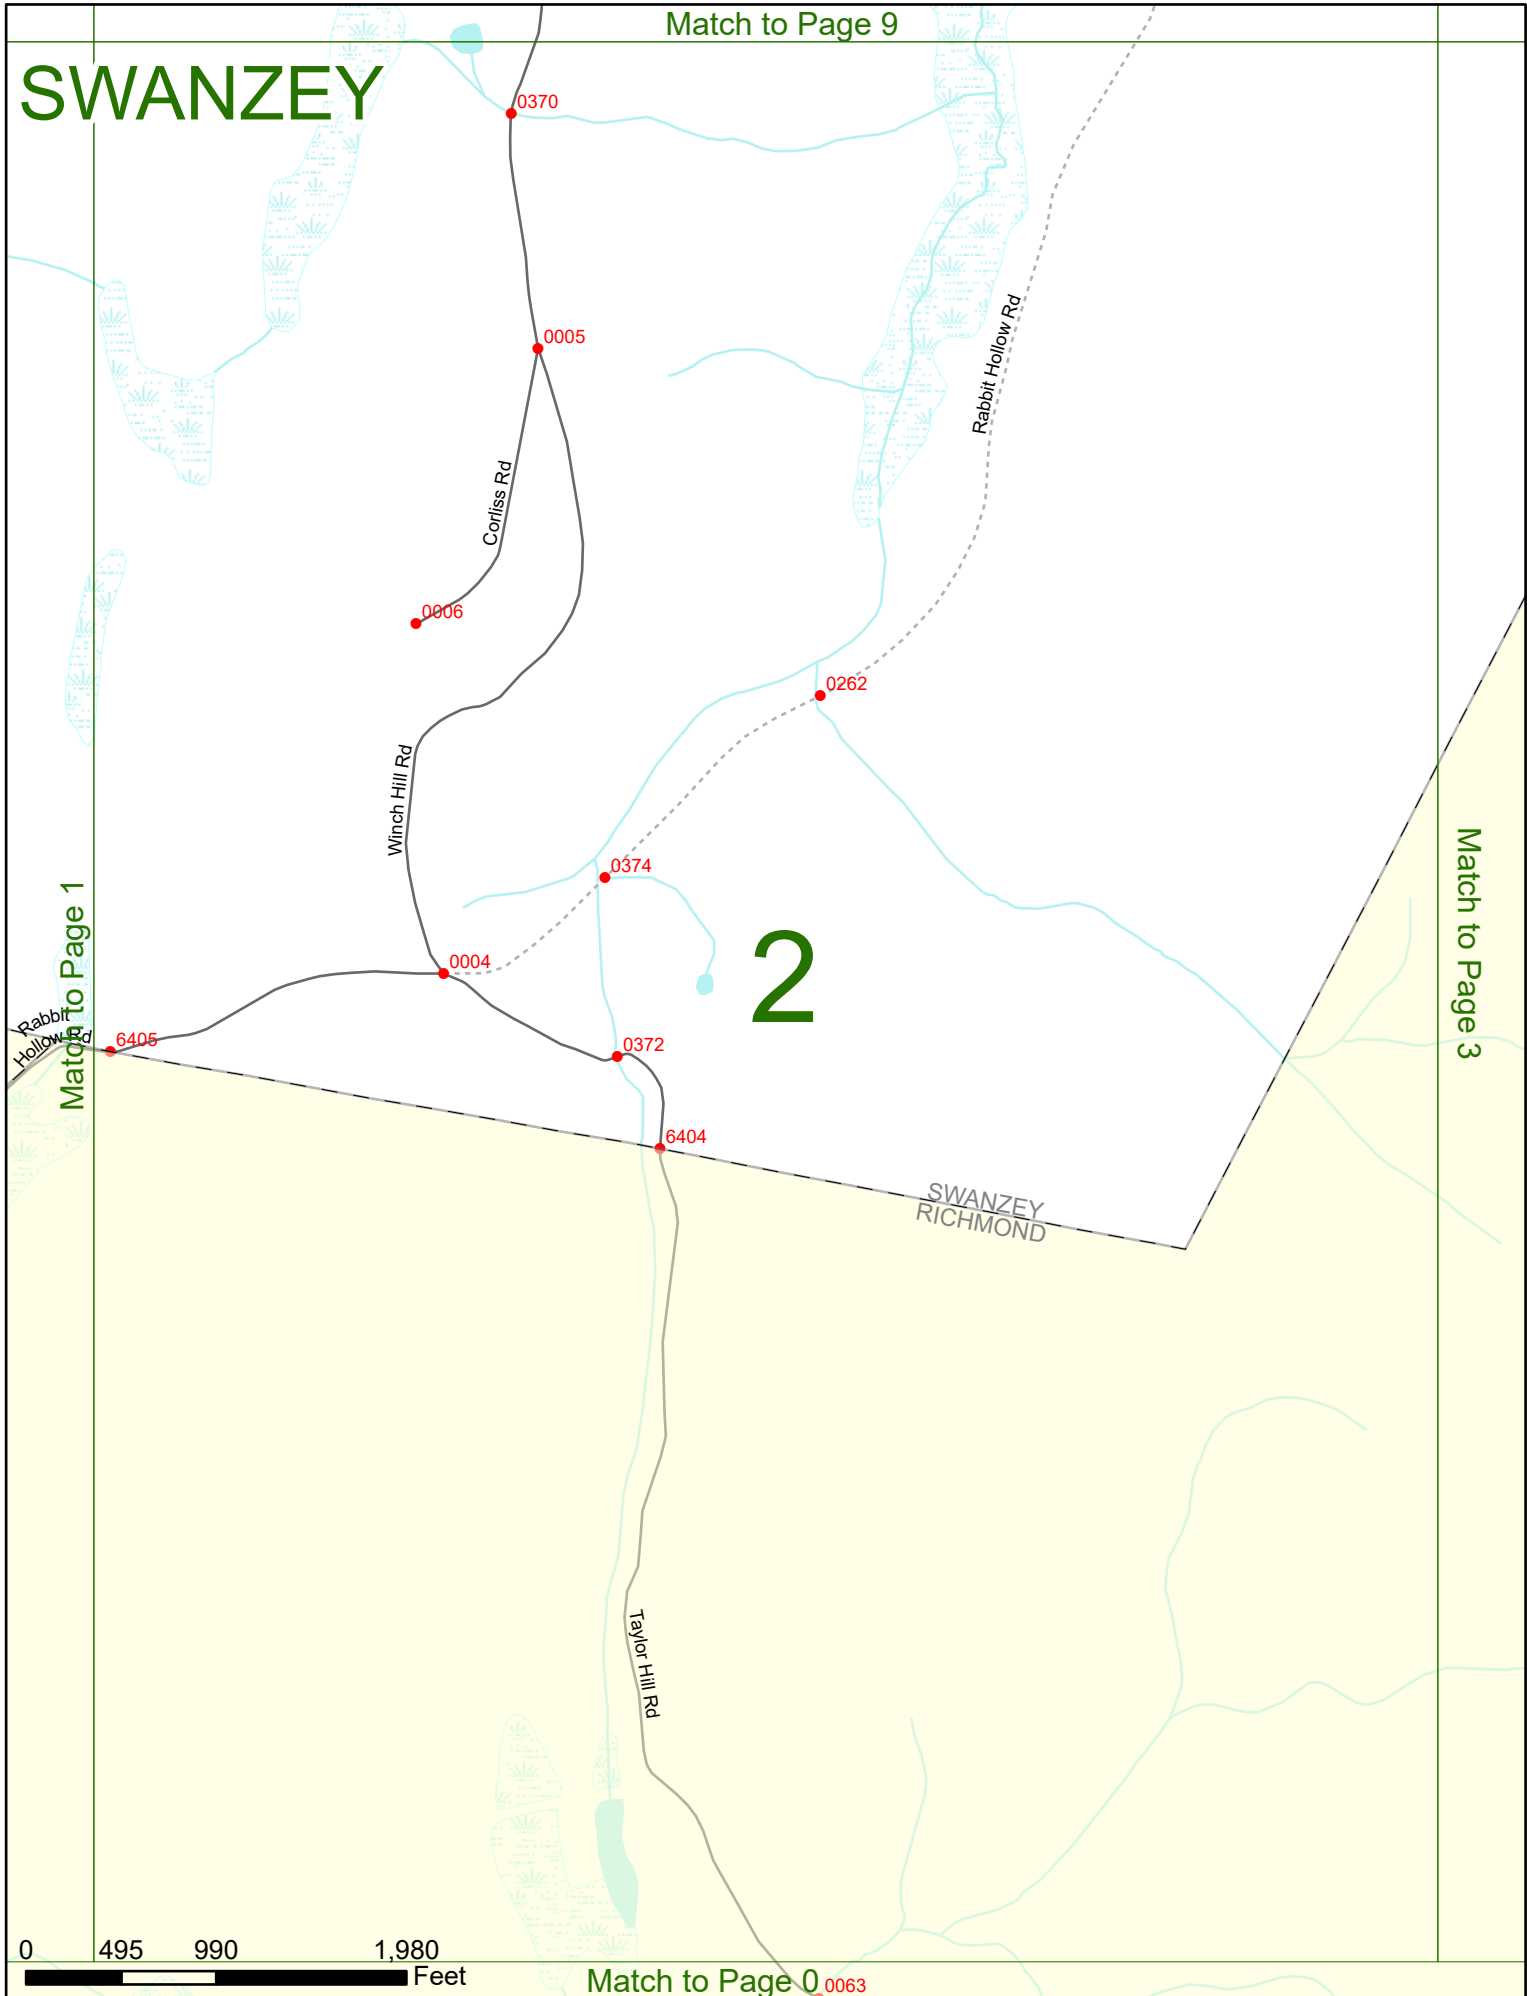 Match to Page 9
SWANZEY
0370
0005
Rabbit Hollow Rd
Corliss Rd
0006
0262
Winch Hill Rd
0374
Match to Page 1
Match to Page 3
2
0004
Rabbit
Hollow Rd
6405
0372
6404
SWANZEY
RICHMOND
Taylor Hill Rd
0 495 990 1,980
Feet
Match to Page 0
0063